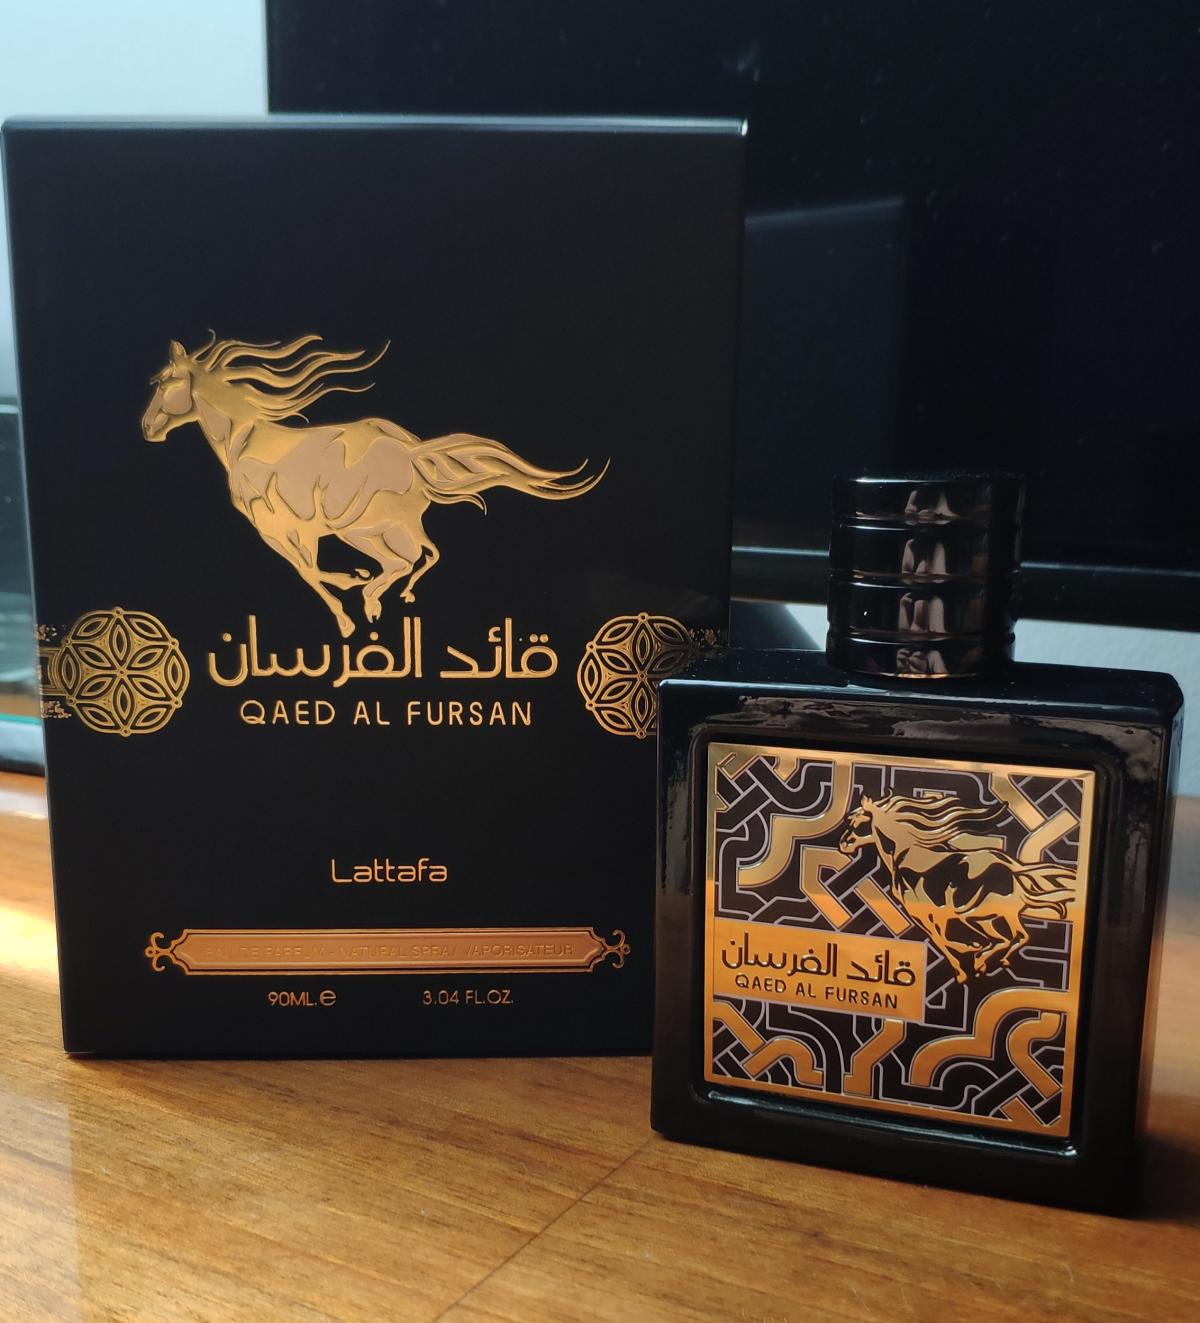 قائد الفرسان
QAED AL FURSAN
Lattafa
EAU DE PARFUM - NATURAL SPRAY VAPORISATEUR
90ML.e 3.04 FL.OZ.
قائد الفرسان
QAED AL FURSAN